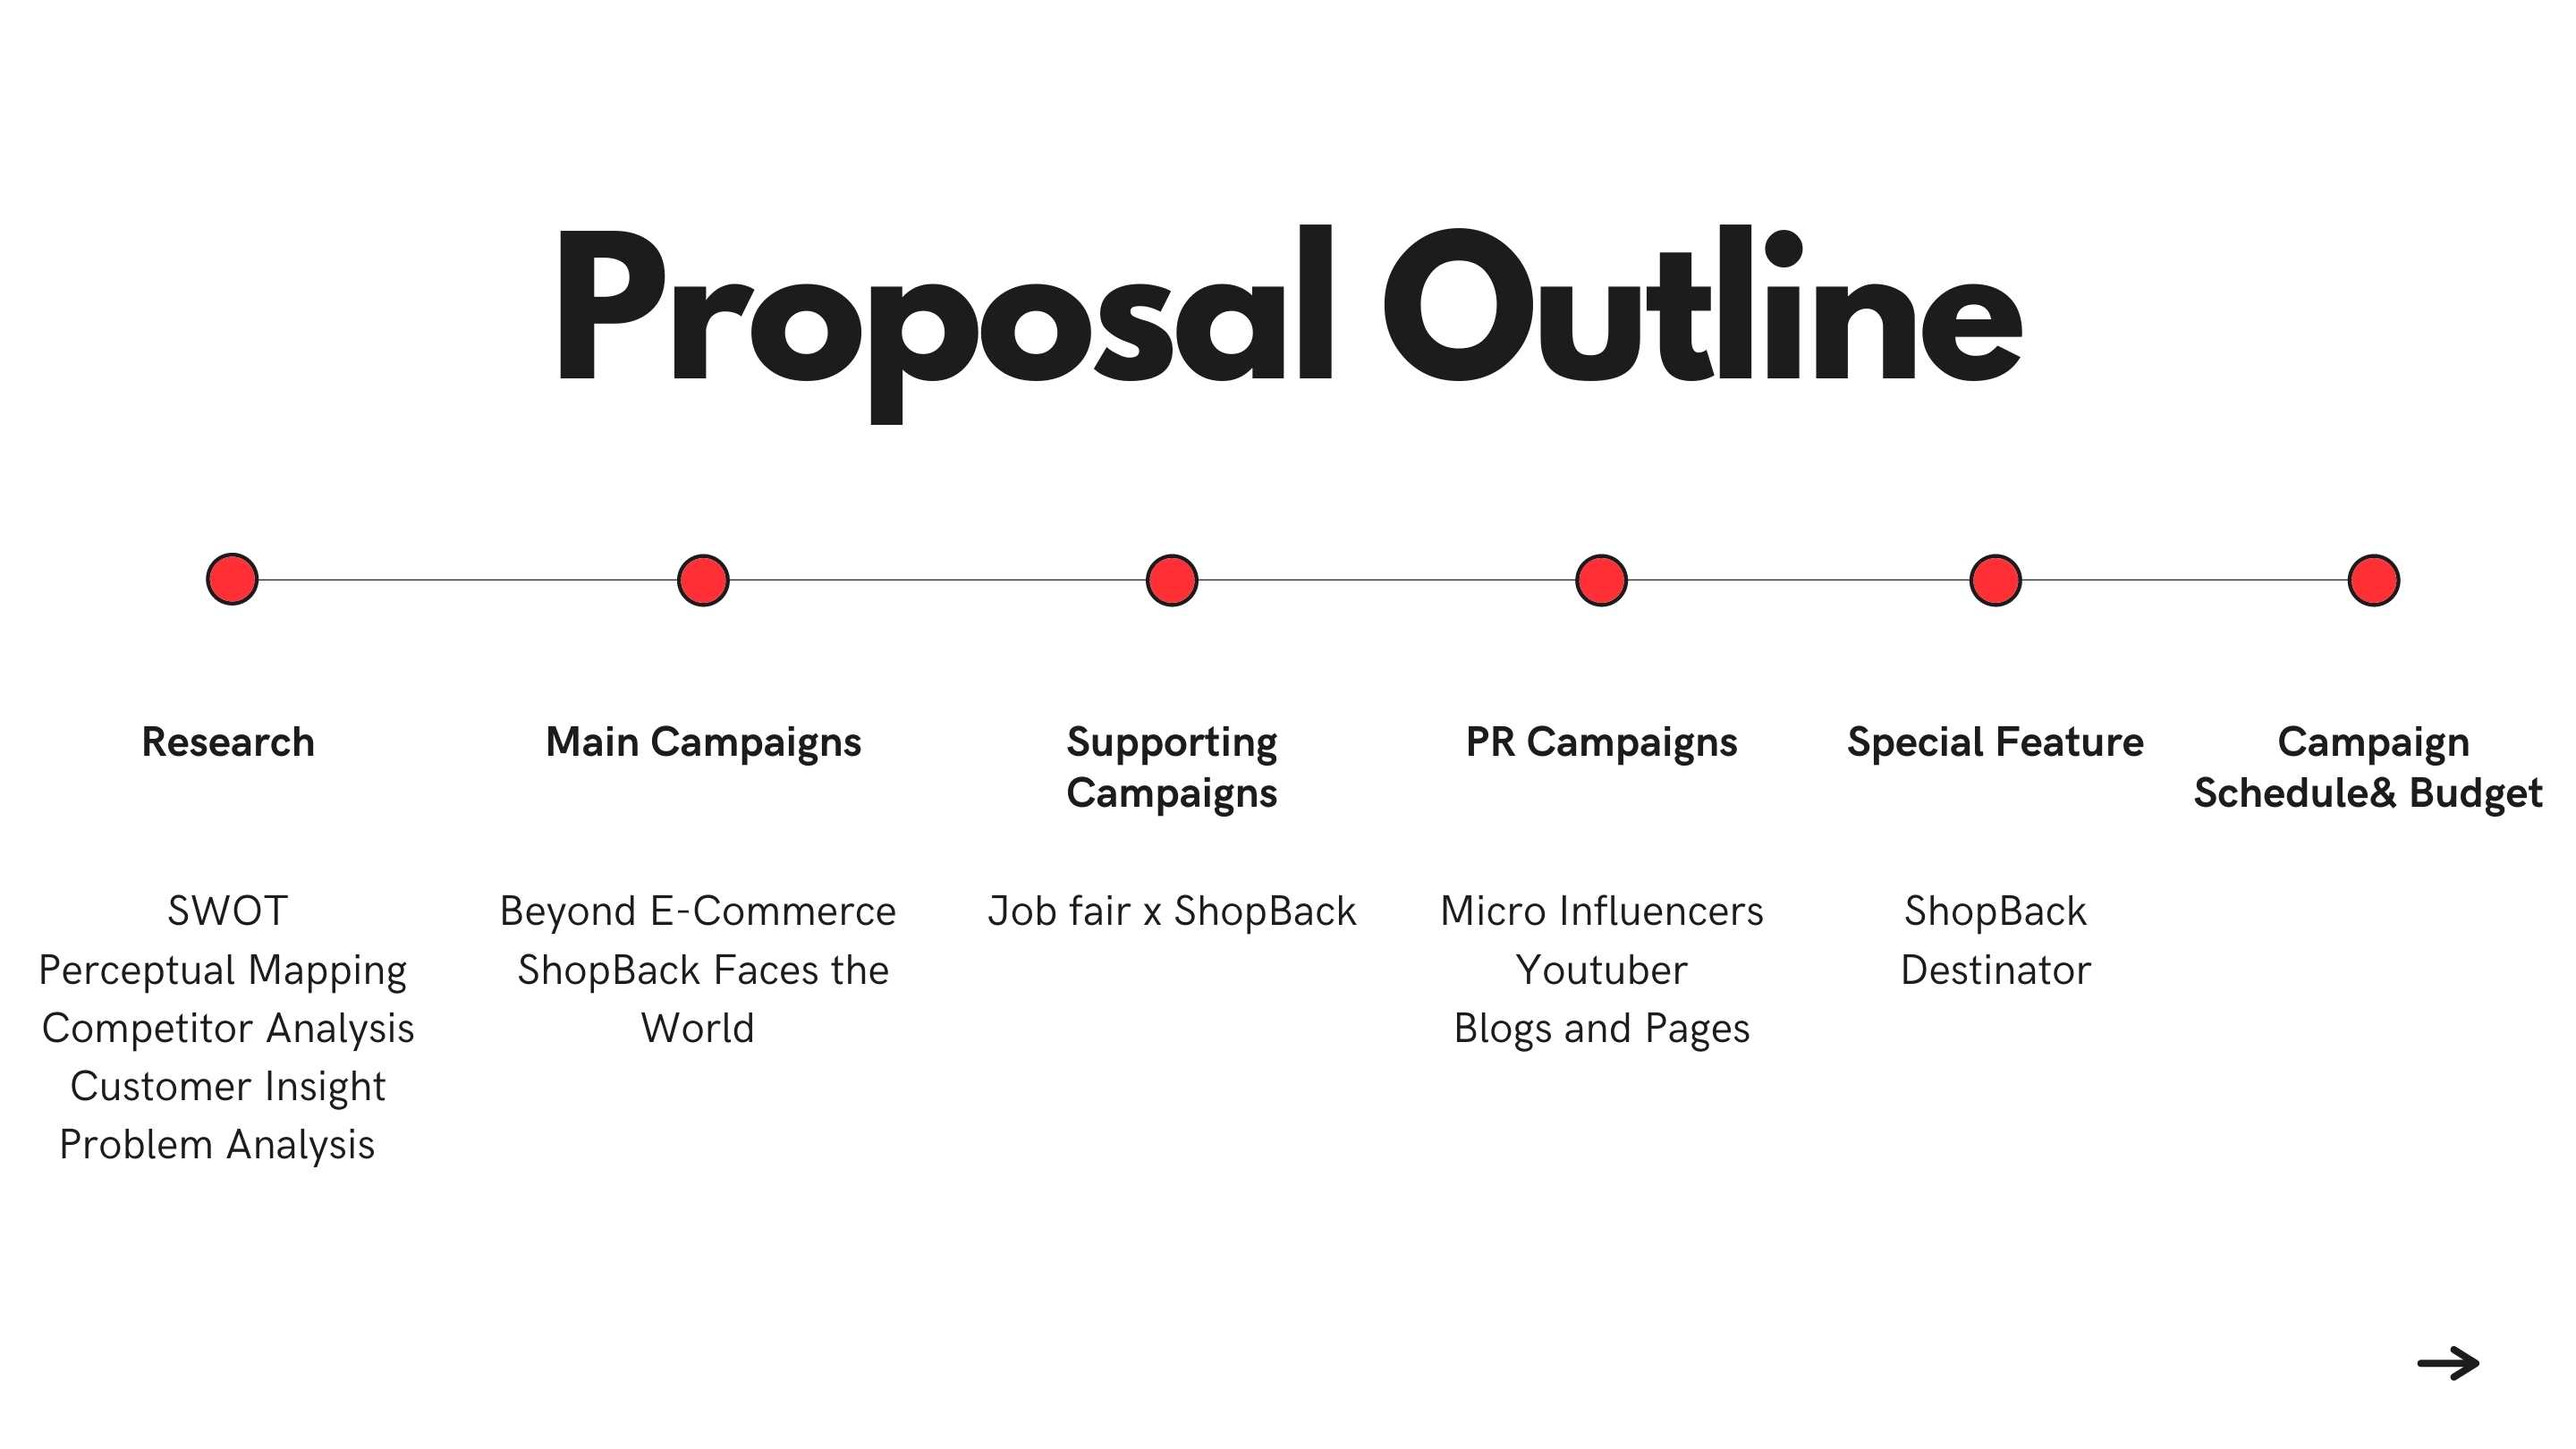 Proposal Outline
Research
SWOT
Perceptual Mapping
Competitor Analysis
Customer Insight
Problem Analysis
Main Campaigns
Beyond E-Commerce
ShopBack Faces the
World
Supporting
Campaigns
Job fair x ShopBack
PR Campaigns
Micro Influencers
Youtuber
Blogs and Pages
Special Feature
ShopBack
Destinator
Campaign
Schedule& Budget